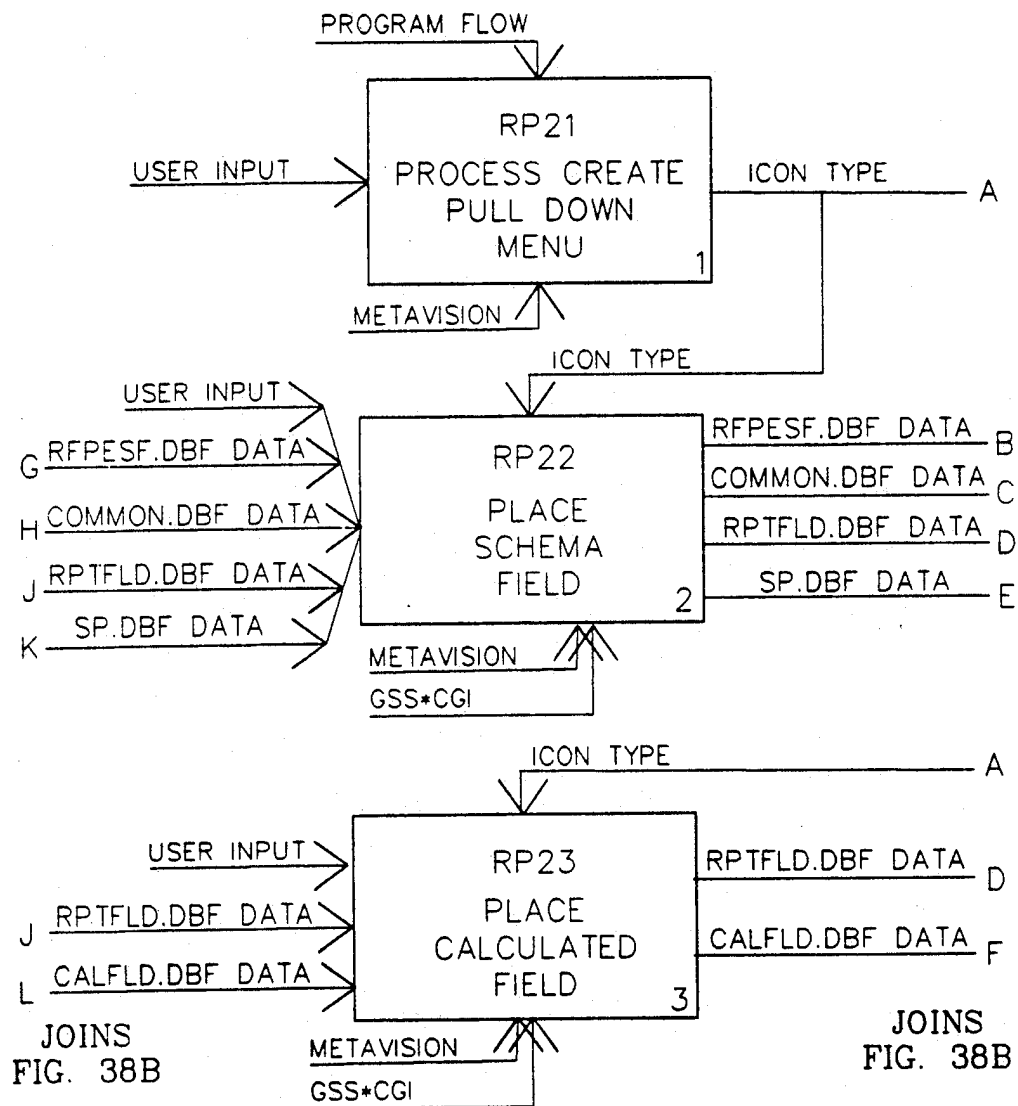 PROGRAM FLOW
RP21
USER INPUT
PROCESS CREATE
PULL DOWN
MENU
1
ICON TYPE
A
METAVISION
ICON TYPE
USER INPUT
G RFPESF.DBF DATA
H COMMON.DBF DATA
J RPTFLD.DBF DATA
K SP.DBF DATA
RP22
PLACE
SCHEMA
FIELD
2
RFPESF.DBF DATA B
COMMON.DBF DATA C
RPTFLD.DBF DATA D
SP.DBF DATA E
METAVISION
GSS*CGI
ICON TYPE A
USER INPUT
J RPTFLD.DBF DATA
L CALFLD.DBF DATA
RP23
PLACE
CALCULATED
FIELD
3
RPTFLD.DBF DATA D
CALFLD.DBF DATA F
METAVISION
GSS*CGI
JOINS
FIG. 38B
JOINS
FIG. 38B